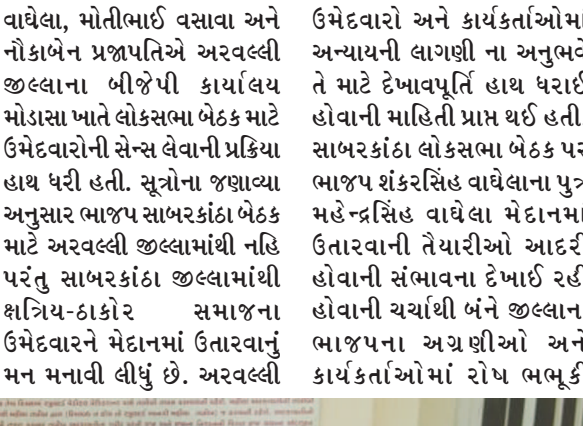 વાઘેલા, મોતીભાઈ વસાવા અને
નૌકાબેન પ્રજાપતિએ અરવલ્લી
જીલ્લાના બીજેપી કાર્યાલય
મોડાસા ખાતે લોકસભા બેઠક માટે
ઉમેદવારોની સેન્સ લેવાની પ્રક્રિયા
હાથ ધરી હતી. સૂત્રોના જણાવ્યા
અનુસાર ભાજપ સાબરકાંઠા બેઠક
માટે અરવલ્લી જીલ્લામાંથી નહિ
પરંતુ સાબરકાંઠા જીલ્લામાંથી
ક્ષત્રિય-ઠાકોર સમાજના
ઉમેદવારને મેદાનમાં ઉતારવાનું
મન મનાવી લીધું છે. અરવલ્લી
ઉમેદવારો અને કાર્યકર્તાઓમા
અન્યાયની લાગણી ના અનુભવે
તે માટે દેખાવપૂર્તિ હાથ ધરાઈ
હોવાની માહિતી પ્રાપ્ત થઈ હતી
સાબરકાંઠા લોકસભા બેઠક પર
ભાજપ શંકરસિંહ વાઘેલાના પુત્ર
મહેન્દ્રસિંહ વાઘેલા મેદાનમા
ઉતારવાની તૈયારીઓ આદરી
હોવાની સંભાવના દેખાઈ રહી
હોવાની ચર્ચાથી બંને જીલ્લાન
ભાજપના અગ્રણીઓ અને
કાર્યકર્તાઓમાં રોષ ભભૂકી